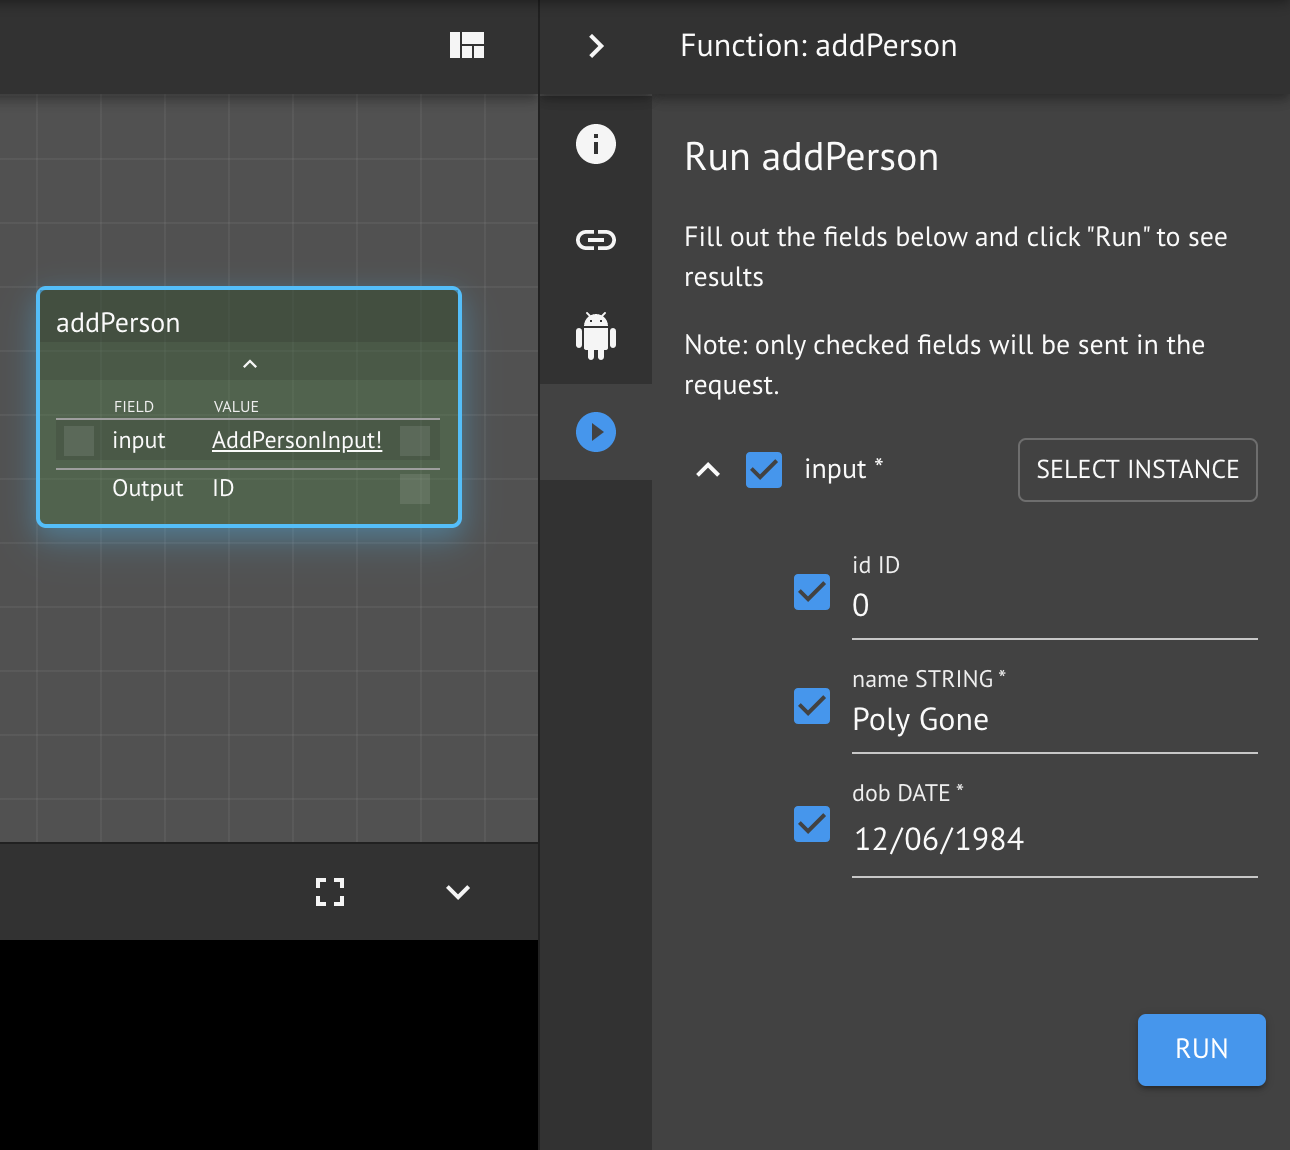 Function: addPerson
addPerson
FIELD VALUE
input AddPersonInput!
Output ID
Run addPerson
Fill out the fields below and click "Run" to see
results
Note: only checked fields will be sent in the
request.
input *
SELECT INSTANCE
id ID
0
name STRING *
Poly Gone
dob DATE *
12/06/1984
RUN